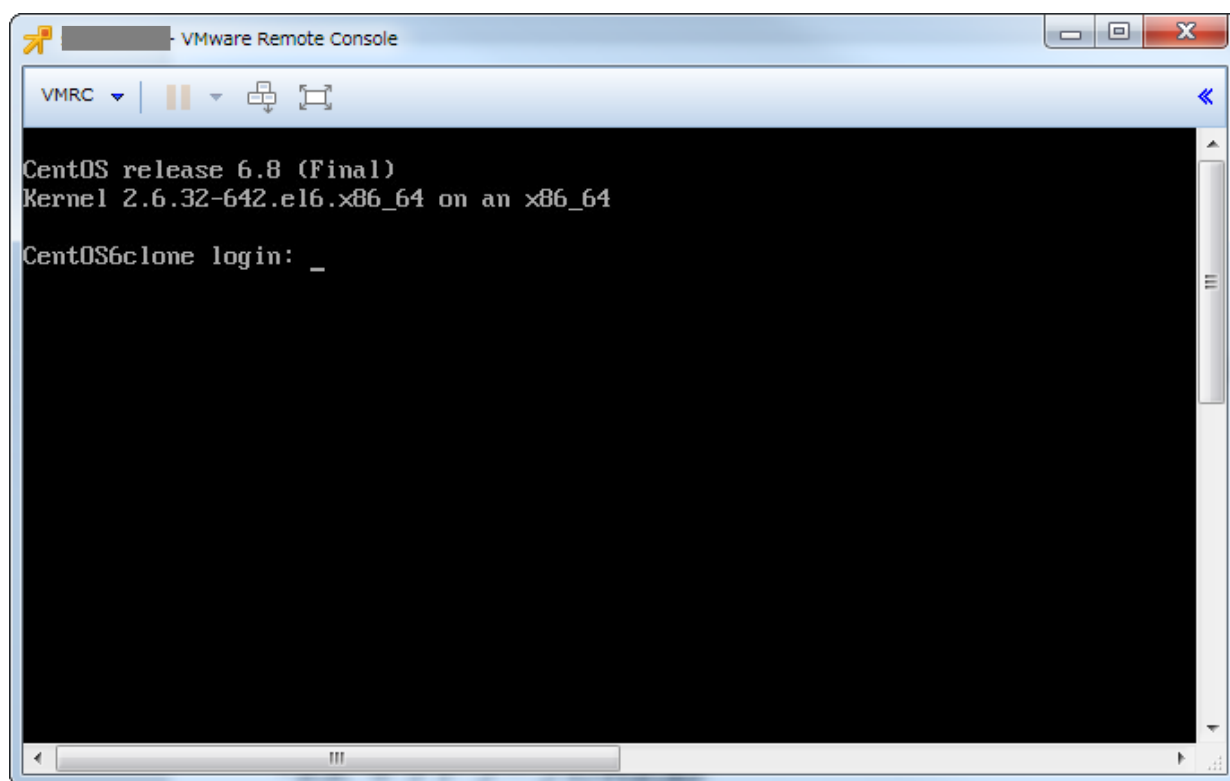 - VMware Remote Console
VMRC
CentOS release 6.8 (Final)
Kernel 2.6.32-642.el6.x86_64 on an x86_64
CentOS6clone login: _